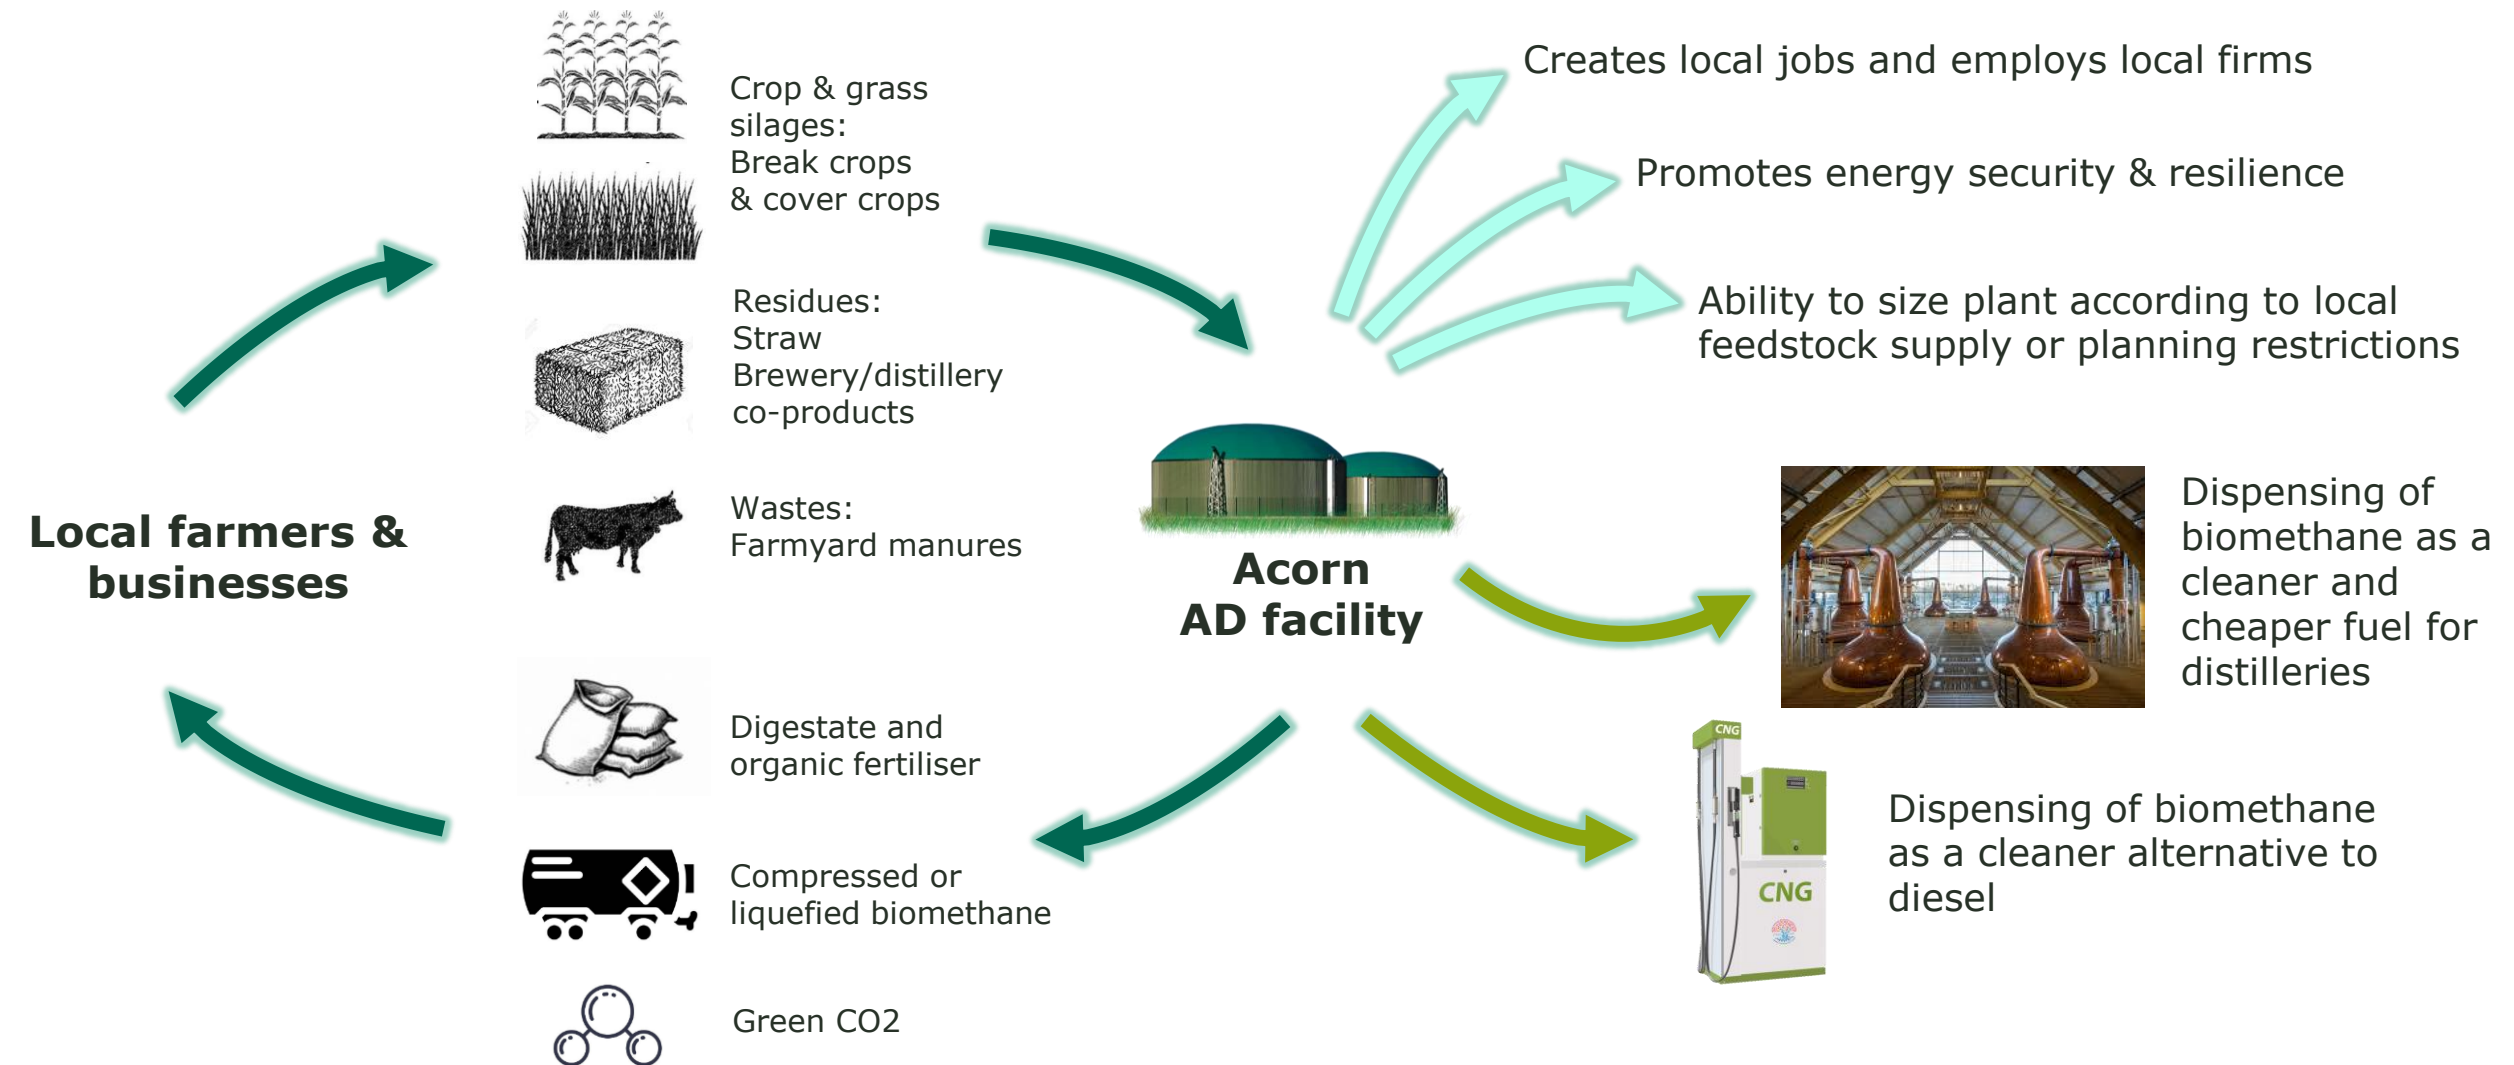 Crop & grass
silages:
Break crops
& cover crops
Residues:
Straw
Brewery/distillery
co-products
Wastes:
Farmyard manures
Local farmers &
businesses
Digestate and
organic fertiliser
Compressed or
liquefied biomethane
Green CO2
Acorn
AD facility
Creates local jobs and employs local firms
Promotes energy security & resilience
Ability to size plant according to local
feedstock supply or planning restrictions
Dispensing of
biomethane as a
cleaner and
cheaper fuel for
distilleries
CNG
CNG
Dispensing of biomethane
as a cleaner alternative to
diesel